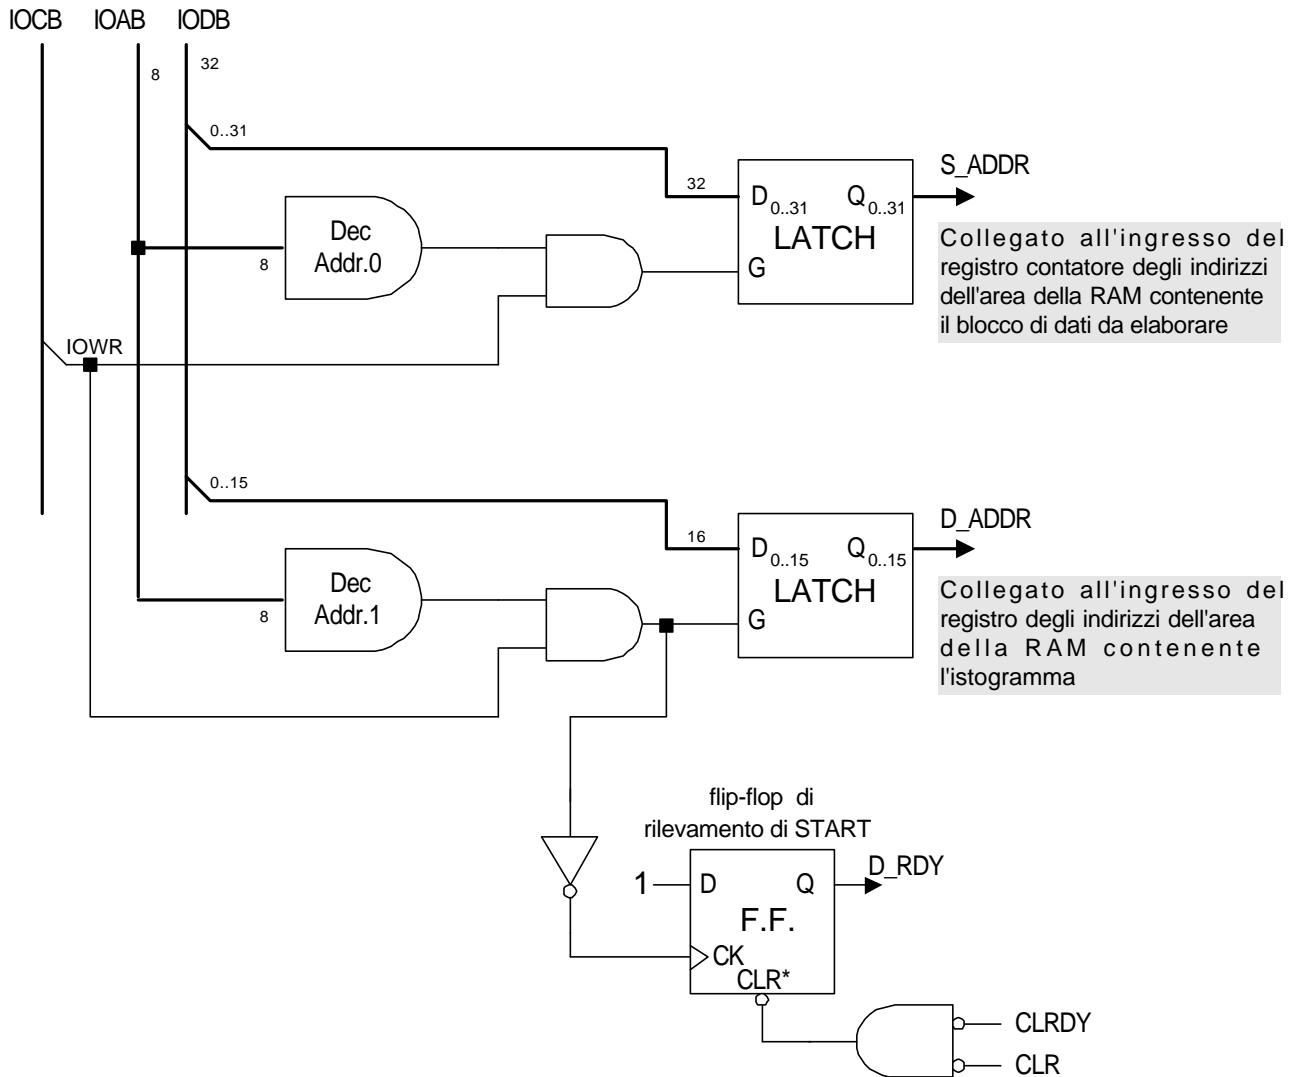 IOCB IOAB IODB
8
32
0..31
S_ADDR
32
D0..31 Q0..31
LATCH
G
Dec
Addr.0
8
Collegato all'ingresso del
registro contatore degli indirizzi
dell'area della RAM contenente
il blocco di dati da elaborare
IOWR
0..15
D_ADDR
16
D0..15 Q0..15
LATCH
G
Dec
Addr.1
8
Collegato all'ingresso del
registro degli indirizzi dell'area
della RAM contenente
l'istogramma
flip-flop di
rilevamento di START
D_RDY
1
D Q
F.F.
CK
CLR*
CLRDY
CLR